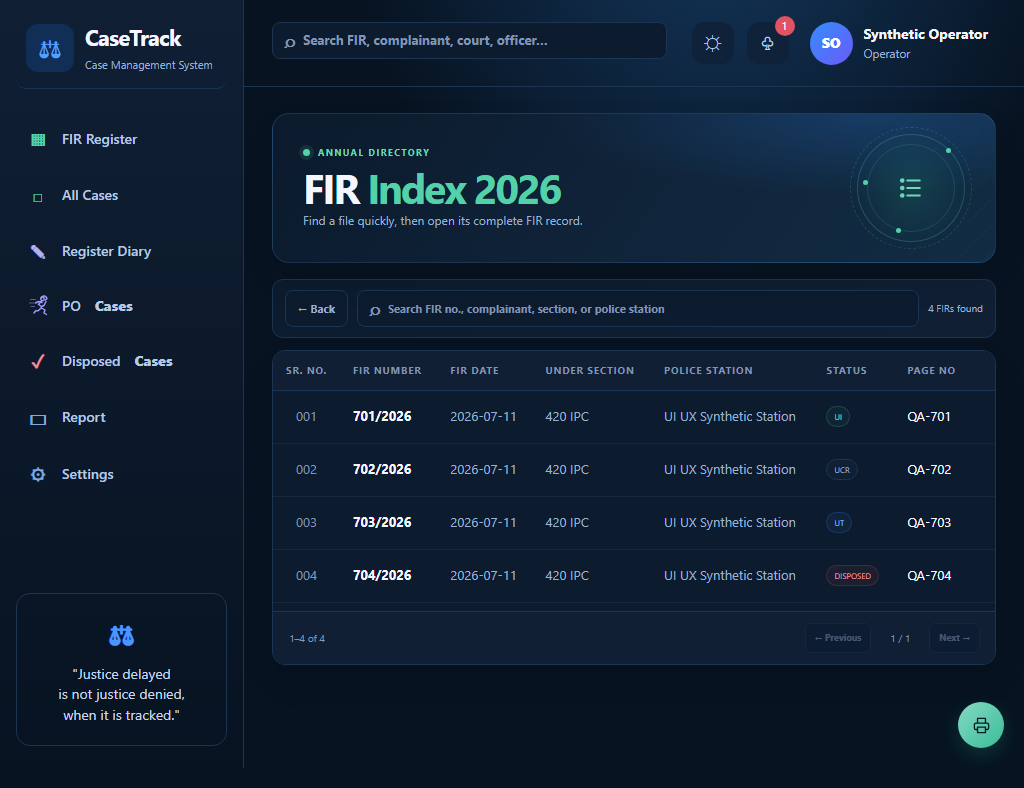 CaseTrack
Case Management System
Search FIR, complainant, court, officer...
1
SO
Synthetic Operator
Operator
FIR Register
All Cases
Register Diary
PO Cases
Disposed Cases
Report
Settings
"Justice delayed
is not justice denied,
when it is tracked."
ANNUAL DIRECTORY
FIR Index 2026
Find a file quickly, then open its complete FIR record.
← Back
Search FIR no., complainant, section, or police station
4 FIRs found
SR. NO. FIR NUMBER FIR DATE UNDER SECTION POLICE STATION STATUS PAGE NO
001 701/2026 2026-07-11 420 IPC UI UX Synthetic Station UI QA-701
002 702/2026 2026-07-11 420 IPC UI UX Synthetic Station UCR QA-702
003 703/2026 2026-07-11 420 IPC UI UX Synthetic Station UT QA-703
004 704/2026 2026-07-11 420 IPC UI UX Synthetic Station DISPOSED QA-704
1–4 of 4
← Previous
1 / 1
Next →